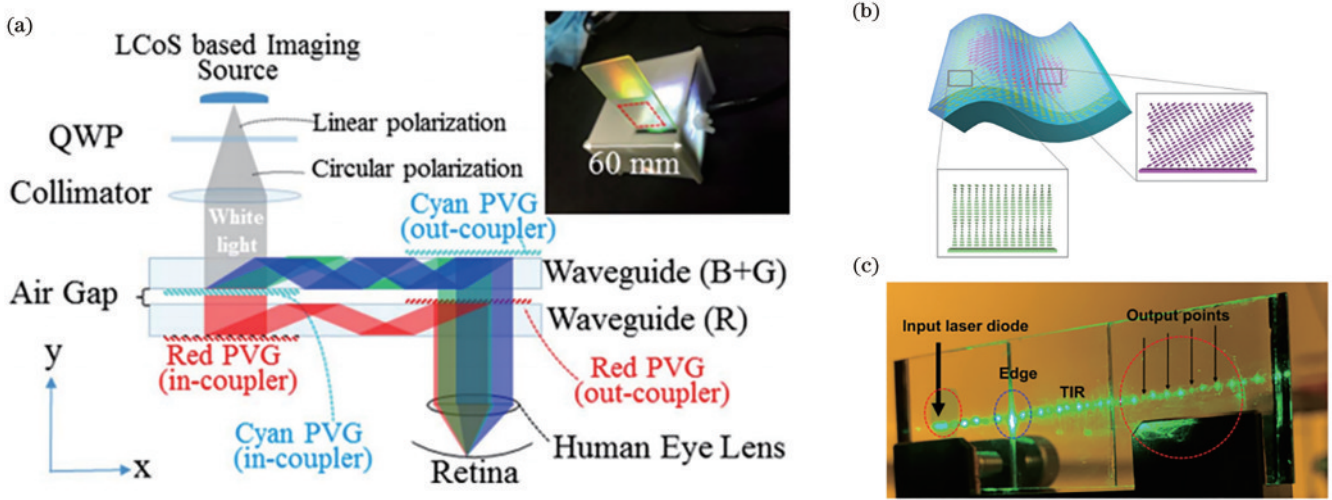 (a)
LCoS based Imaging
Source
QWP
Linear polarization
Collimator
Circular polarization
White
light
Cyan PVG
(out-coupler)
60 mm
Air Gap
Waveguide (B+G)
Waveguide (R)
y
x
Red PVG
(in-coupler)
Cyan PVG
(in-coupler)
Red PVG
(out-coupler)
Human Eye Lens
Retina
(b)
(c)
Input laser diode
Edge
TIR
Output points